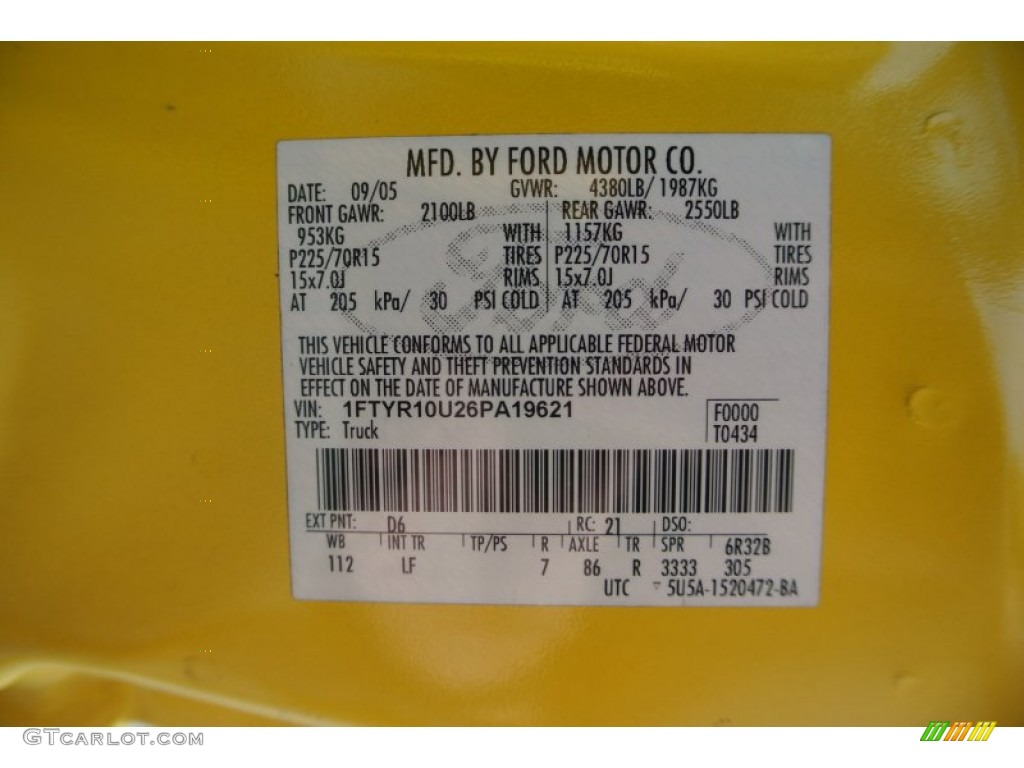 MFD. BY FORD MOTOR CO.
DATE: 09/05 GVWR: 4380LB/ 1987KG
FRONT GAWR: 2100LB REAR GAWR: 2550LB
953KG WITH 1157KG WITH
P225/70R15 TIRES P225/70R15 TIRES
15x7.0J RIMS 15x7.0J RIMS
AT 205 kPa/ 30 PSI COLD AT 205 kPa/ 30 PSI COLD
Ford
THIS VEHICLE CONFORMS TO ALL APPLICABLE FEDERAL MOTOR
VEHICLE SAFETY AND THEFT PREVENTION STANDARDS IN
EFFECT ON THE DATE OF MANUFACTURE SHOWN ABOVE.
VIN: 1FTYR10U26PA19621 F0000
TYPE: Truck T0434
EXT PNT: D6 RC: 21 DSO:
WB INT TR TP/PS R AXLE TR SPR 6R32B
112 LF 7 86 R 3333 305
UTC 5U5A-1520472-BA
GTCARLOT.COM